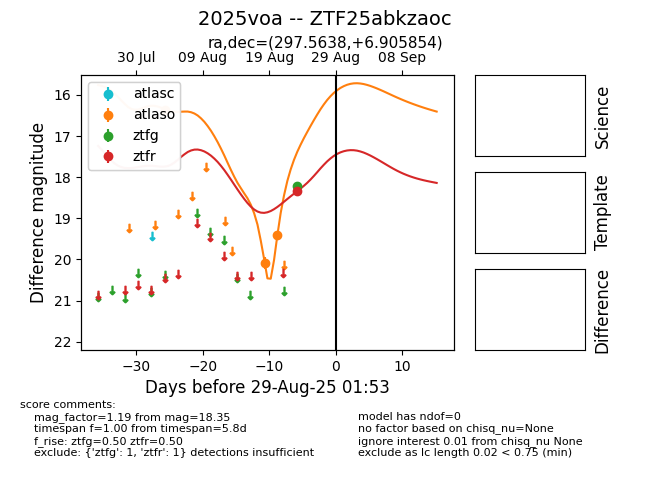 2025voa -- ZTF25abkzaoc
ra,dec=(297.5638,+6.905854)
30 Jul 09 Aug 19 Aug 29 Aug 08 Sep
atlasc
atlaso
ztfg
ztfr
16
17
18
19
20
21
22
Difference magnitude
−30 −20 −10 0 10
Days before 29-Aug-25 01:53
Science
Template
Difference
score comments:
mag_factor=1.19 from mag=18.35
timespan f=1.00 from timespan=5.8d
f_rise: ztfg=0.50 ztfr=0.50
exclude: {'ztfg': 1, 'ztfr': 1} detections insufficient
model has ndof=0
no factor based on chisq_nu=None
ignore interest 0.01 from chisq_nu None
exclude as lc length 0.02 < 0.75 (min)